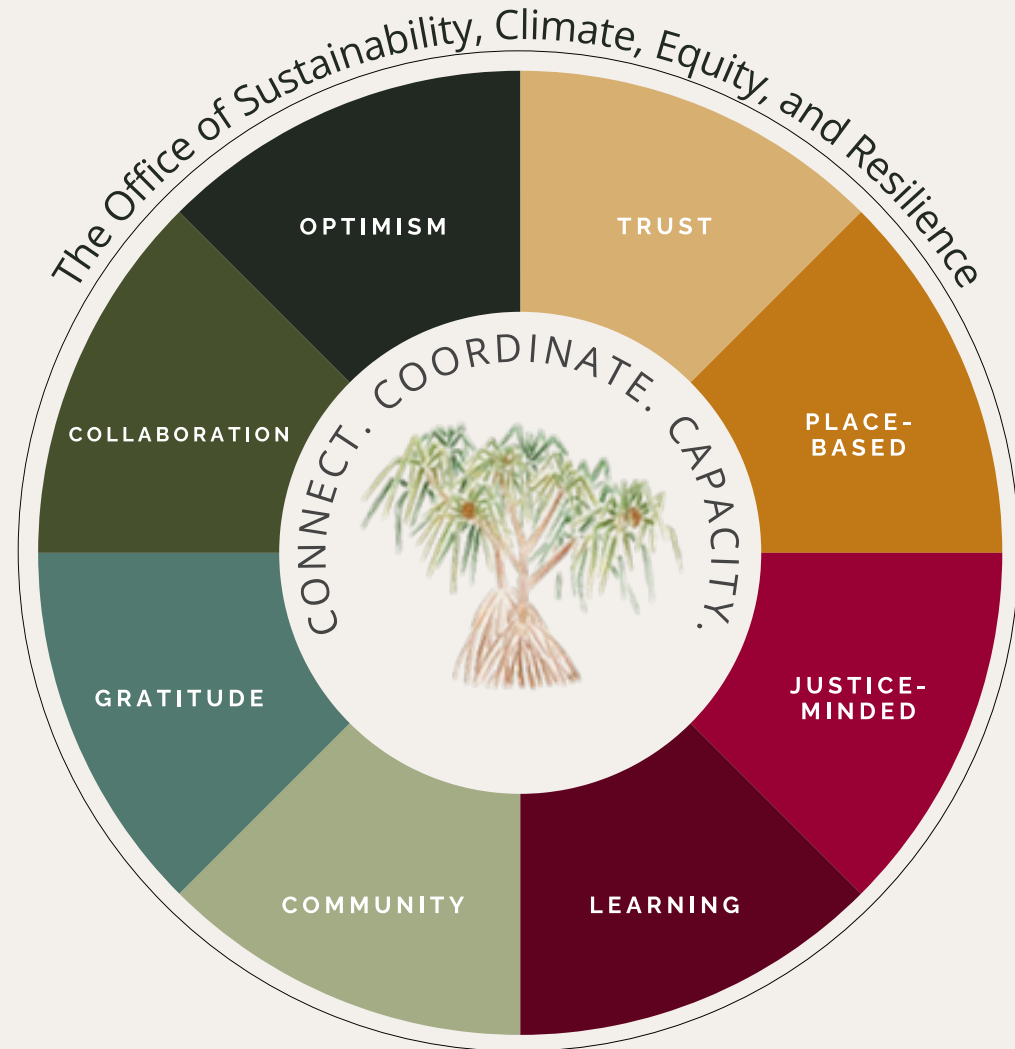 The Office of Sustainability, Climate, Equity, and Resilience
OPTIMISM
TRUST
PLACE-
BASED
JUSTICE-
MINDED
LEARNING
COMMUNITY
GRATITUDE
COLLABORATION
CONNECT. COORDINATE. CAPACITY.